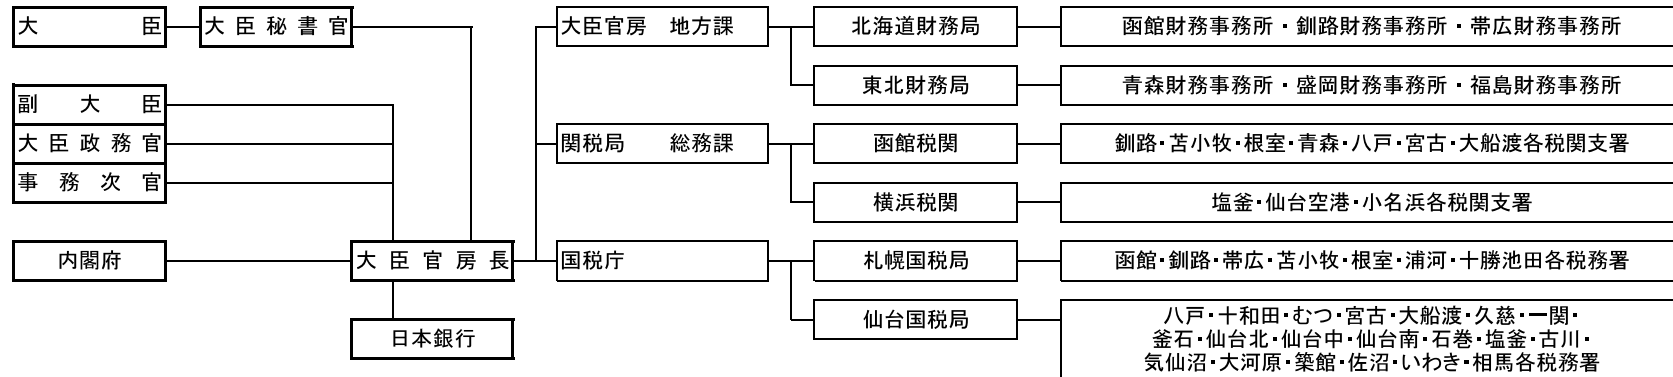 大臣
大臣秘書官
大臣官房 地方課
北海道財務局
函館財務事務所・釧路財務事務所・帯広財務事務所
東北財務局
青森財務事務所・盛岡財務事務所・福島財務事務所
副大臣
大臣政務官
事務次官
関税局 総務課
函館税関
釧路・苫小牧・根室・青森・八戸・宮古・大船渡各税関支署
横浜税関
塩釜・仙台空港・小名浜各税関支署
内閣府
大臣官房長
国税庁
札幌国税局
函館・釧路・帯広・苫小牧・根室・浦河・十勝池田各税務署
日本銀行
仙台国税局
八戸・十和田・むつ・宮古・大船渡・久慈・一関・
釜石・仙台北・仙台中・仙台南・石巻・塩釜・古川・
気仙沼・大河原・築館・佐沼・いわき・相馬各税務署